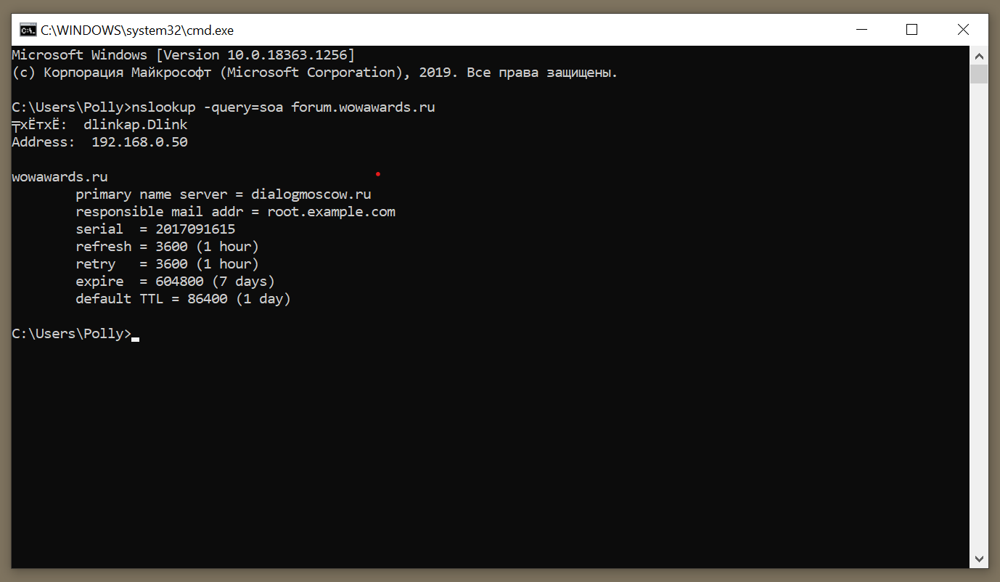 C:\WINDOWS\system32\cmd.exe
Microsoft Windows [Version 10.0.18363.1256]
(c) Корпорация Майкрософт (Microsoft Corporation), 2019. Все права защищены.
C:\Users\Polly>nslookup -query=soa forum.wowawards.ru
╤хЁтхЁ:  dlinkap.Dlink
Address:  192.168.0.50
wowawards.ru
        primary name server = dialogmoscow.ru
        responsible mail addr = root.example.com
        serial  = 2017091615
        refresh = 3600 (1 hour)
        retry   = 3600 (1 hour)
        expire  = 604800 (7 days)
        default TTL = 86400 (1 day)
C:\Users\Polly>